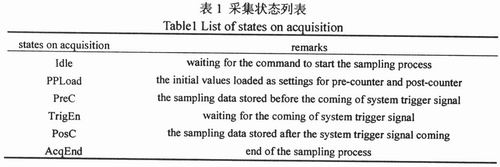 表 1 采集状态列表
Table1 List of states on acquisition
states on acquisition remarks
Idle waiting for the command to start the sampling process
PPLoad the initial values loaded as settings for pre-counter and post-counter
PreC the sampling data stored before the coming of system trigger signal
TrigEn waiting for the coming of system trigger signal
PosC the sampling data stored after the system trigger signal coming
AcqEnd end of the sampling process